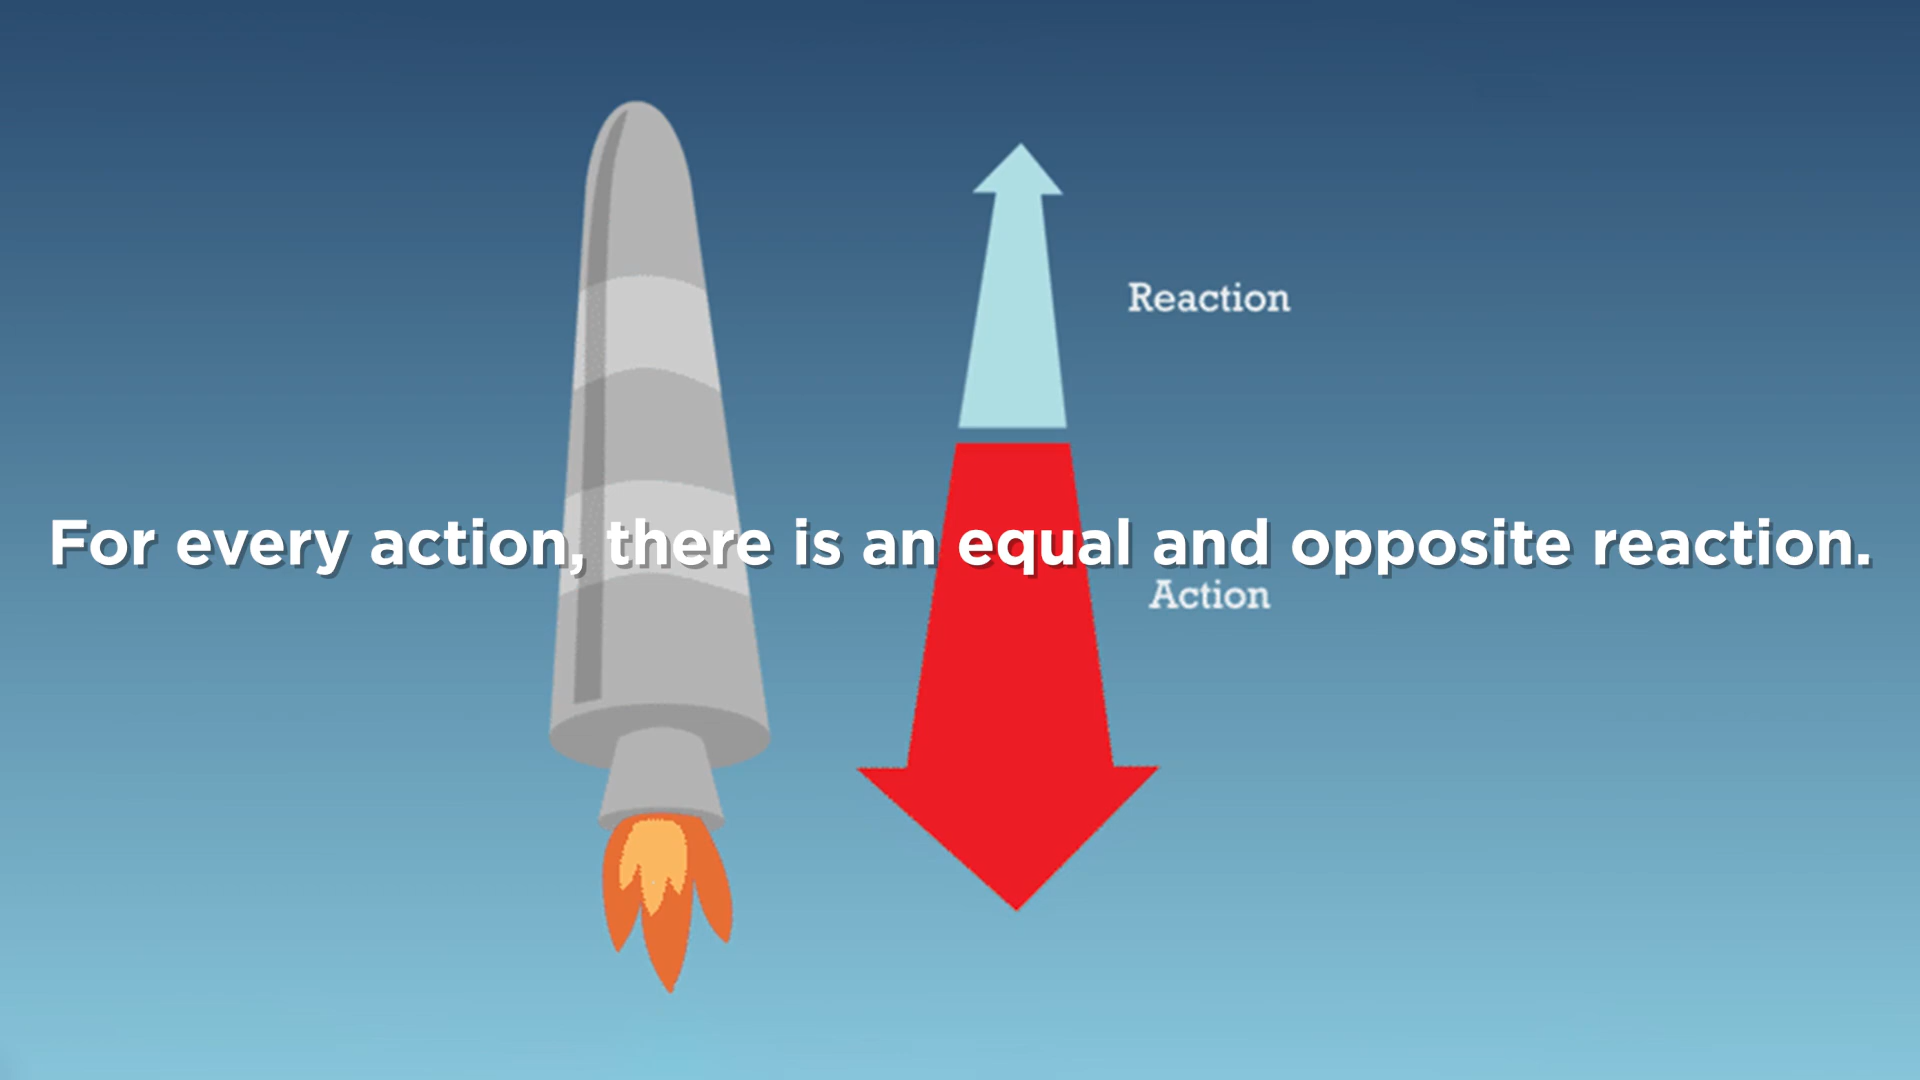 Reaction
For every action, there is an equal and opposite reaction.
Action